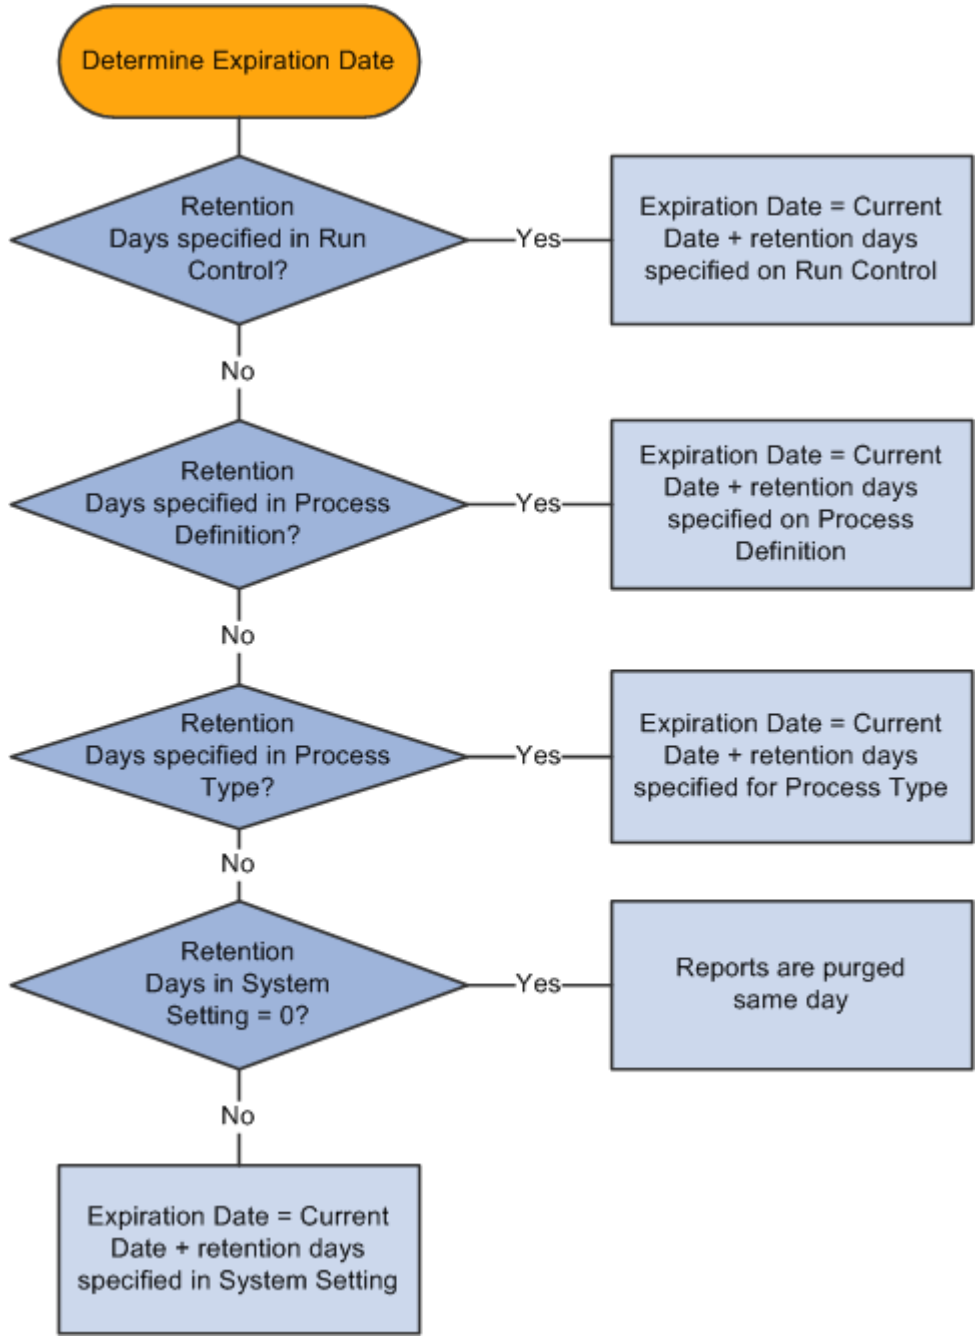 Determine Expiration Date
Retention
Days specified in Run
Control?
Yes
Expiration Date = Current
Date + retention days
specified on Run Control
No
Retention
Days specified in Process
Definition?
Yes
Expiration Date = Current
Date + retention days
specified on Process
Definition
No
Retention
Days specified in Process
Type?
Yes
Expiration Date = Current
Date + retention days
specified for Process Type
No
Retention
Days in System
Setting = 0?
Yes
Reports are purged
same day
No
Expiration Date = Current
Date + retention days
specified in System Setting